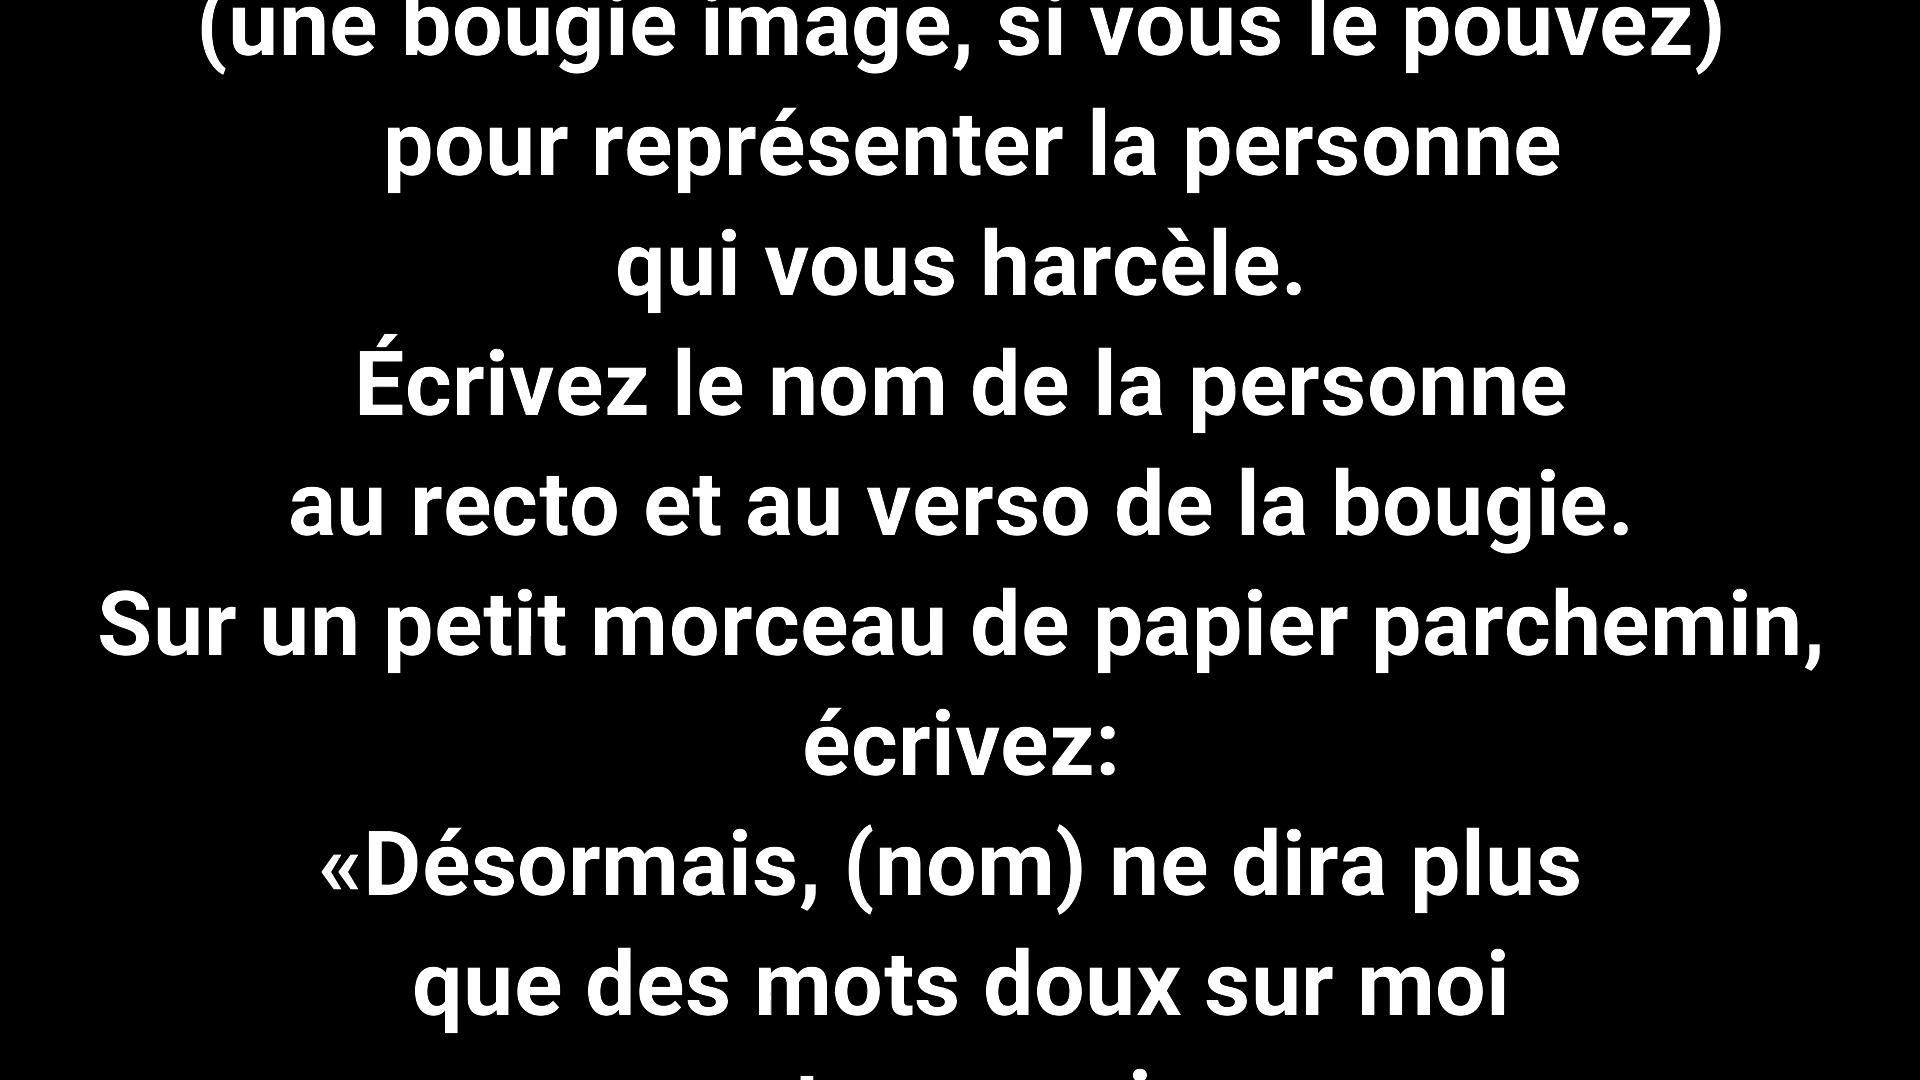 (une bougie image, si vous le pouvez)
pour représenter la personne
qui vous harcèle.
Écrivez le nom de la personne
au recto et au verso de la bougie.
Sur un petit morceau de papier parchemin,
écrivez:
«Désormais, (nom) ne dira plus
que des mots doux sur moi